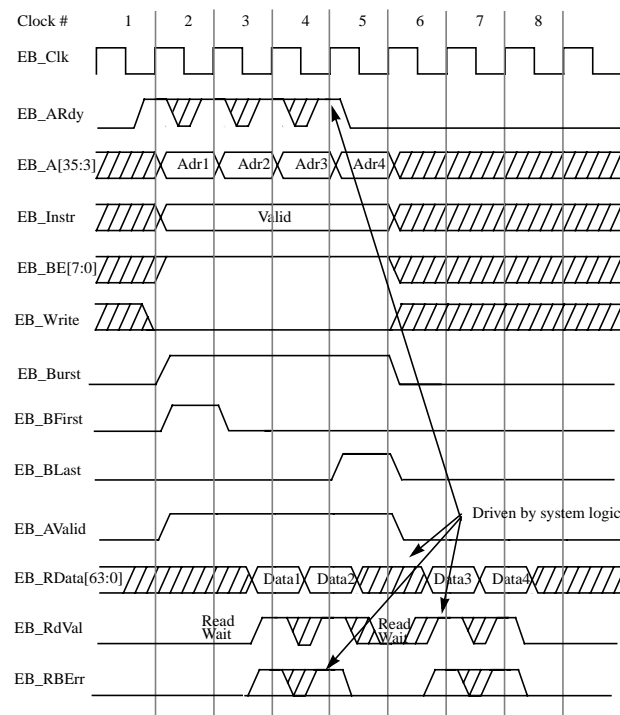 Clock # 1 2 3 4 5 6 7 8
EB_Clk
EB_ARdy
EB_A[35:3] Adr1 Adr2 Adr3 Adr4
EB_Instr Valid
EB_BE[7:0]
EB_Write
EB_Burst
EB_BFirst
EB_BLast
EB_AValid Driven by system logic
EB_RData[63:0] Data1 Data2 Data3 Data4
EB_RdVal Read Wait Read Wait
EB_RBErr